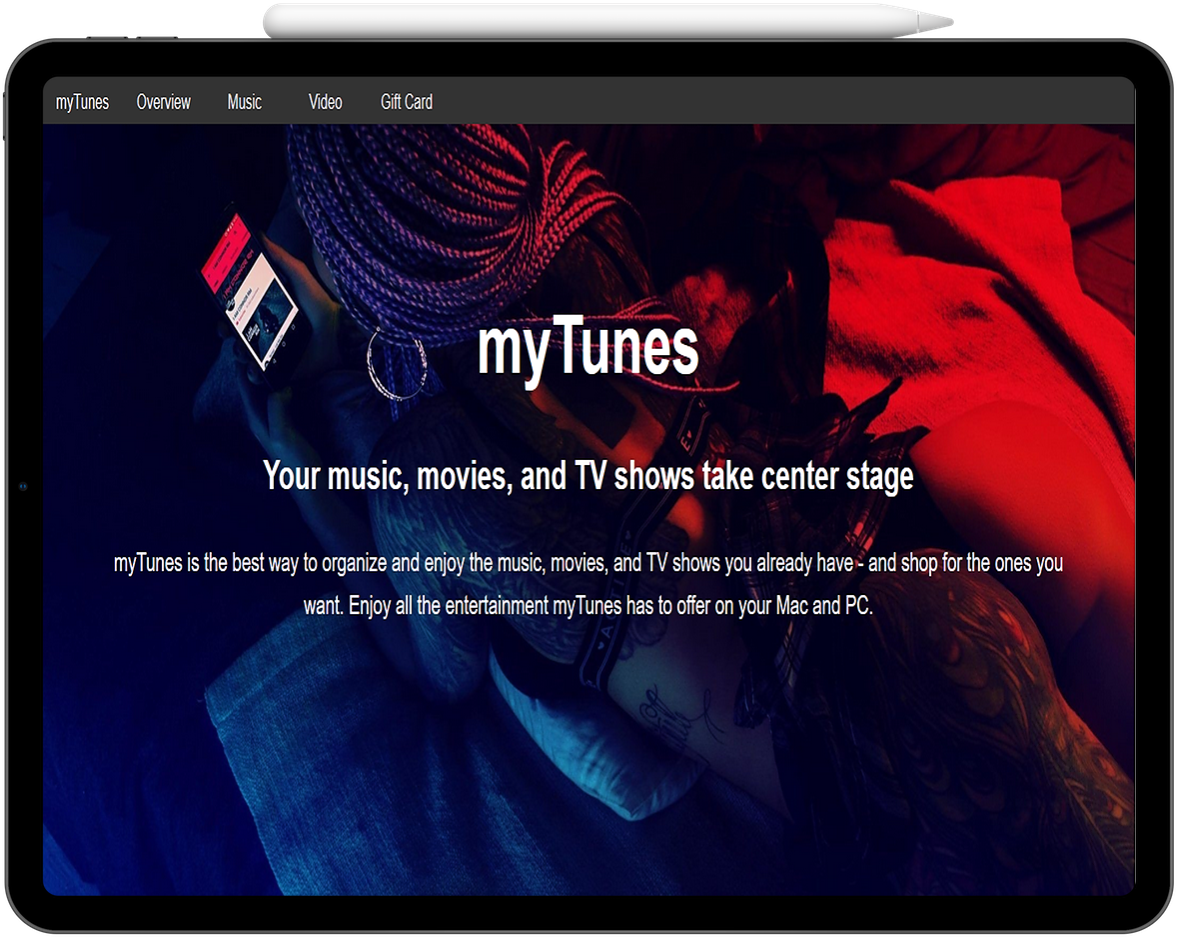 myTunes Overview Music Video Gift Card
myTunes
Your music, movies, and TV shows take center stage
myTunes is the best way to organize and enjoy the music, movies, and TV shows you already have - and shop for the ones you
want. Enjoy all the entertainment myTunes has to offer on your Mac and PC.